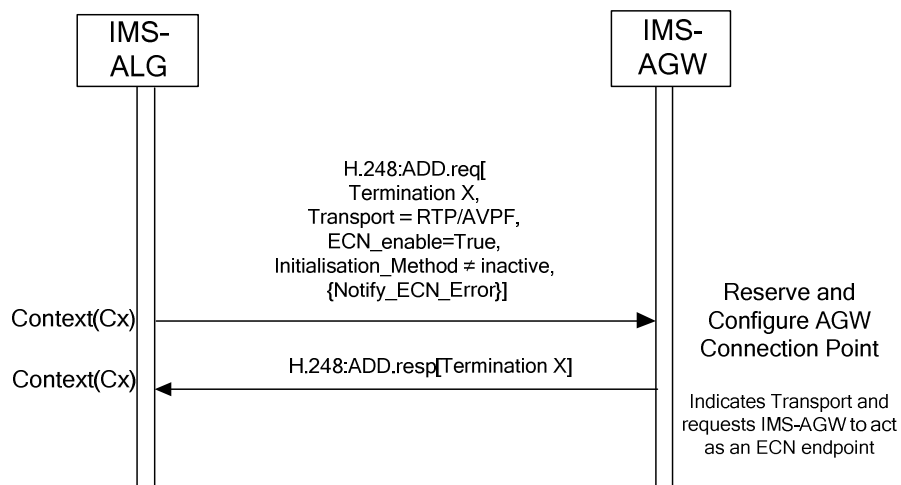 IMS-
ALG
IMS-
AGW
H.248:ADD.req[
Termination X,
Transport = RTP/AVPF,
ECN_enable=True,
Initialisation_Method ≠ inactive,
{Notify_ECN_Error}]
Context(Cx)
Reserve and
Configure AGW
Connection Point
H.248:ADD.resp[Termination X]
Context(Cx)
Indicates Transport and
requests IMS-AGW to act
as an ECN endpoint